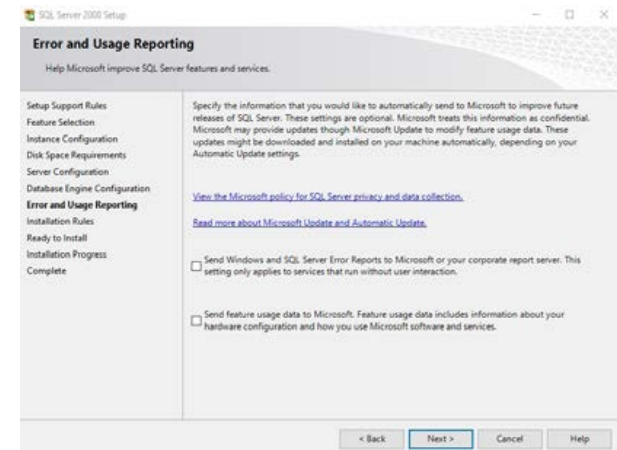 SQL Server 2008 Setup
Error and Usage Reporting
Help Microsoft improve SQL Server features and services.
Setup Support Rules
Feature Selection
Instance Configuration
Disk Space Requirements
Server Configuration
Database Engine Configuration
Error and Usage Reporting
Installation Rules
Ready to Install
Installation Progress
Complete
Specify the information that you would like to automatically send to Microsoft to improve future
releases of SQL Server. These settings are optional. Microsoft treats this information as confidential.
Microsoft may provide updates though Microsoft Update to modify feature usage data. These
updates might be downloaded and installed on your machine automatically, depending on your
Automatic Update settings.
View the Microsoft policy for SQL Server privacy and data collection.
Read more about Microsoft Update and Automatic Update.
Send Windows and SQL Server Error Reports to Microsoft or your corporate report server. This
setting only applies to services that run without user interaction.
Send feature usage data to Microsoft. Feature usage data includes information about your
hardware configuration and how you use Microsoft software and services.
< Back
Next >
Cancel
Help